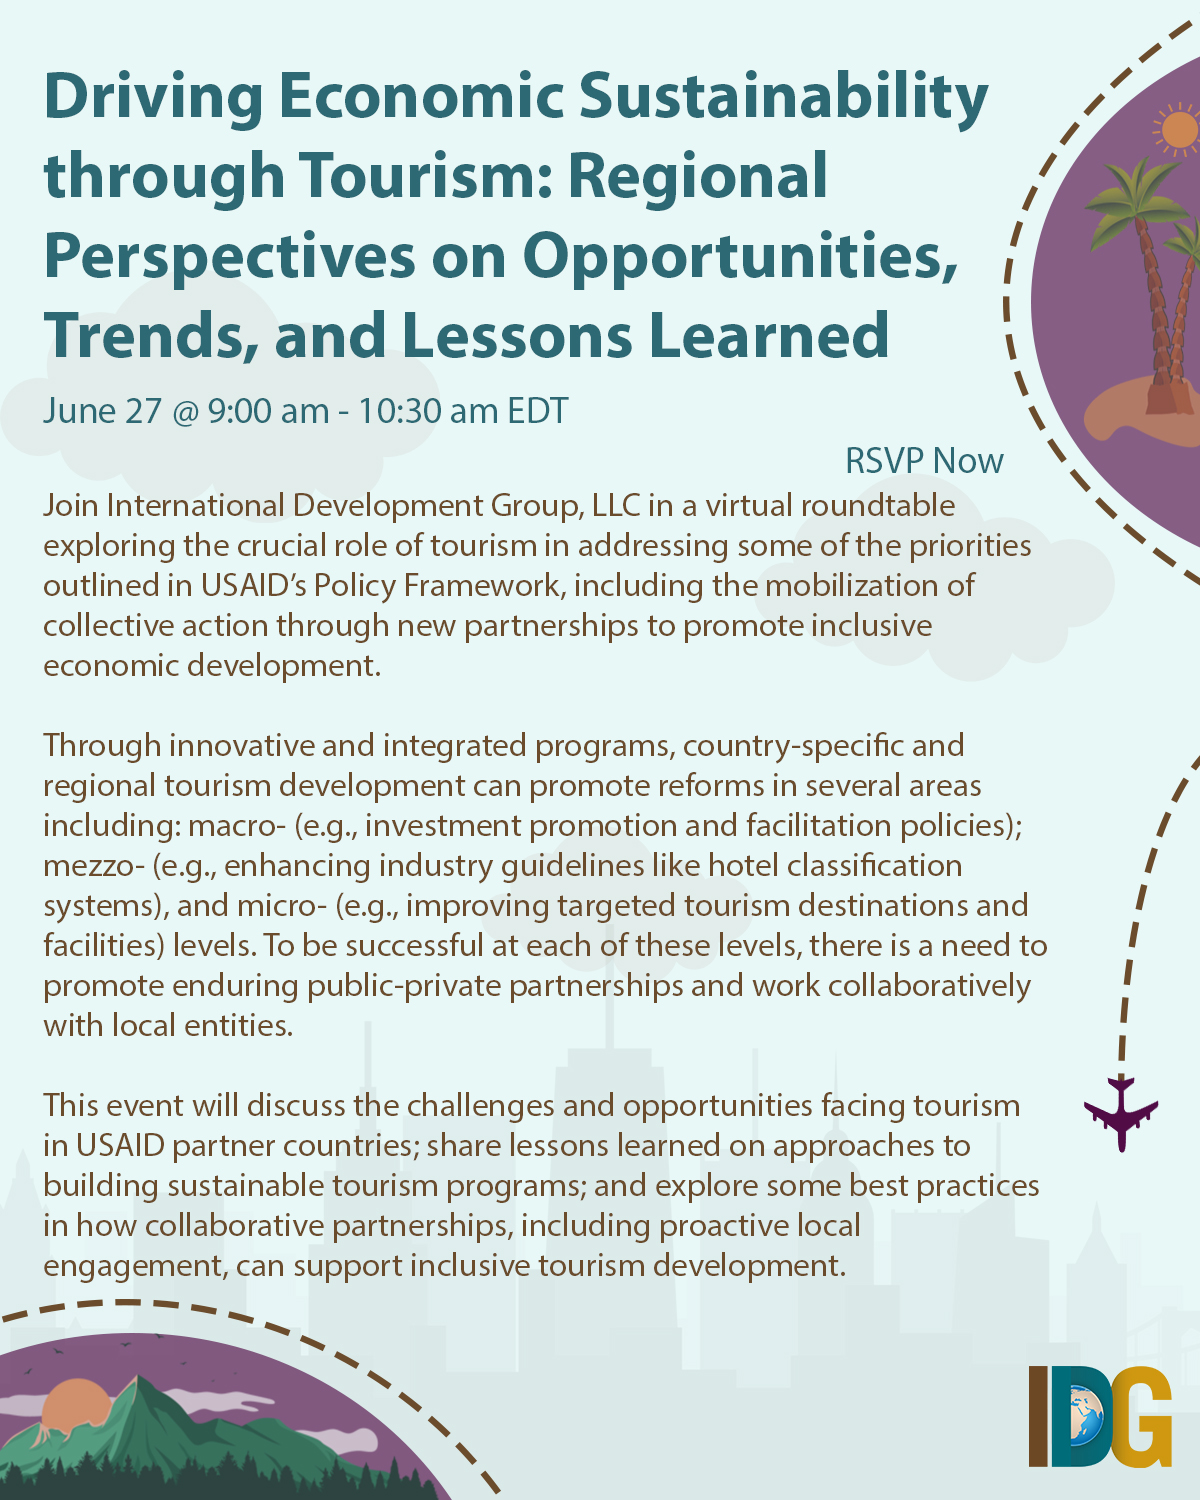 Driving Economic Sustainability
through Tourism: Regional
Perspectives on Opportunities,
Trends, and Lessons Learned
June 27 @ 9:00 am - 10:30 am EDT
RSVP Now
Join International Development Group, LLC in a virtual roundtable
exploring the crucial role of tourism in addressing some of the priorities
outlined in USAID’s Policy Framework, including the mobilization of
collective action through new partnerships to promote inclusive
economic development.
Through innovative and integrated programs, country-specific and
regional tourism development can promote reforms in several areas
including: macro- (e.g., investment promotion and facilitation policies);
mezzo- (e.g., enhancing industry guidelines like hotel classification
systems), and micro- (e.g., improving targeted tourism destinations and
facilities) levels. To be successful at each of these levels, there is a need to
promote enduring public-private partnerships and work collaboratively
with local entities.
This event will discuss the challenges and opportunities facing tourism
in USAID partner countries; share lessons learned on approaches to
building sustainable tourism programs; and explore some best practices
in how collaborative partnerships, including proactive local
engagement, can support inclusive tourism development.
IDG